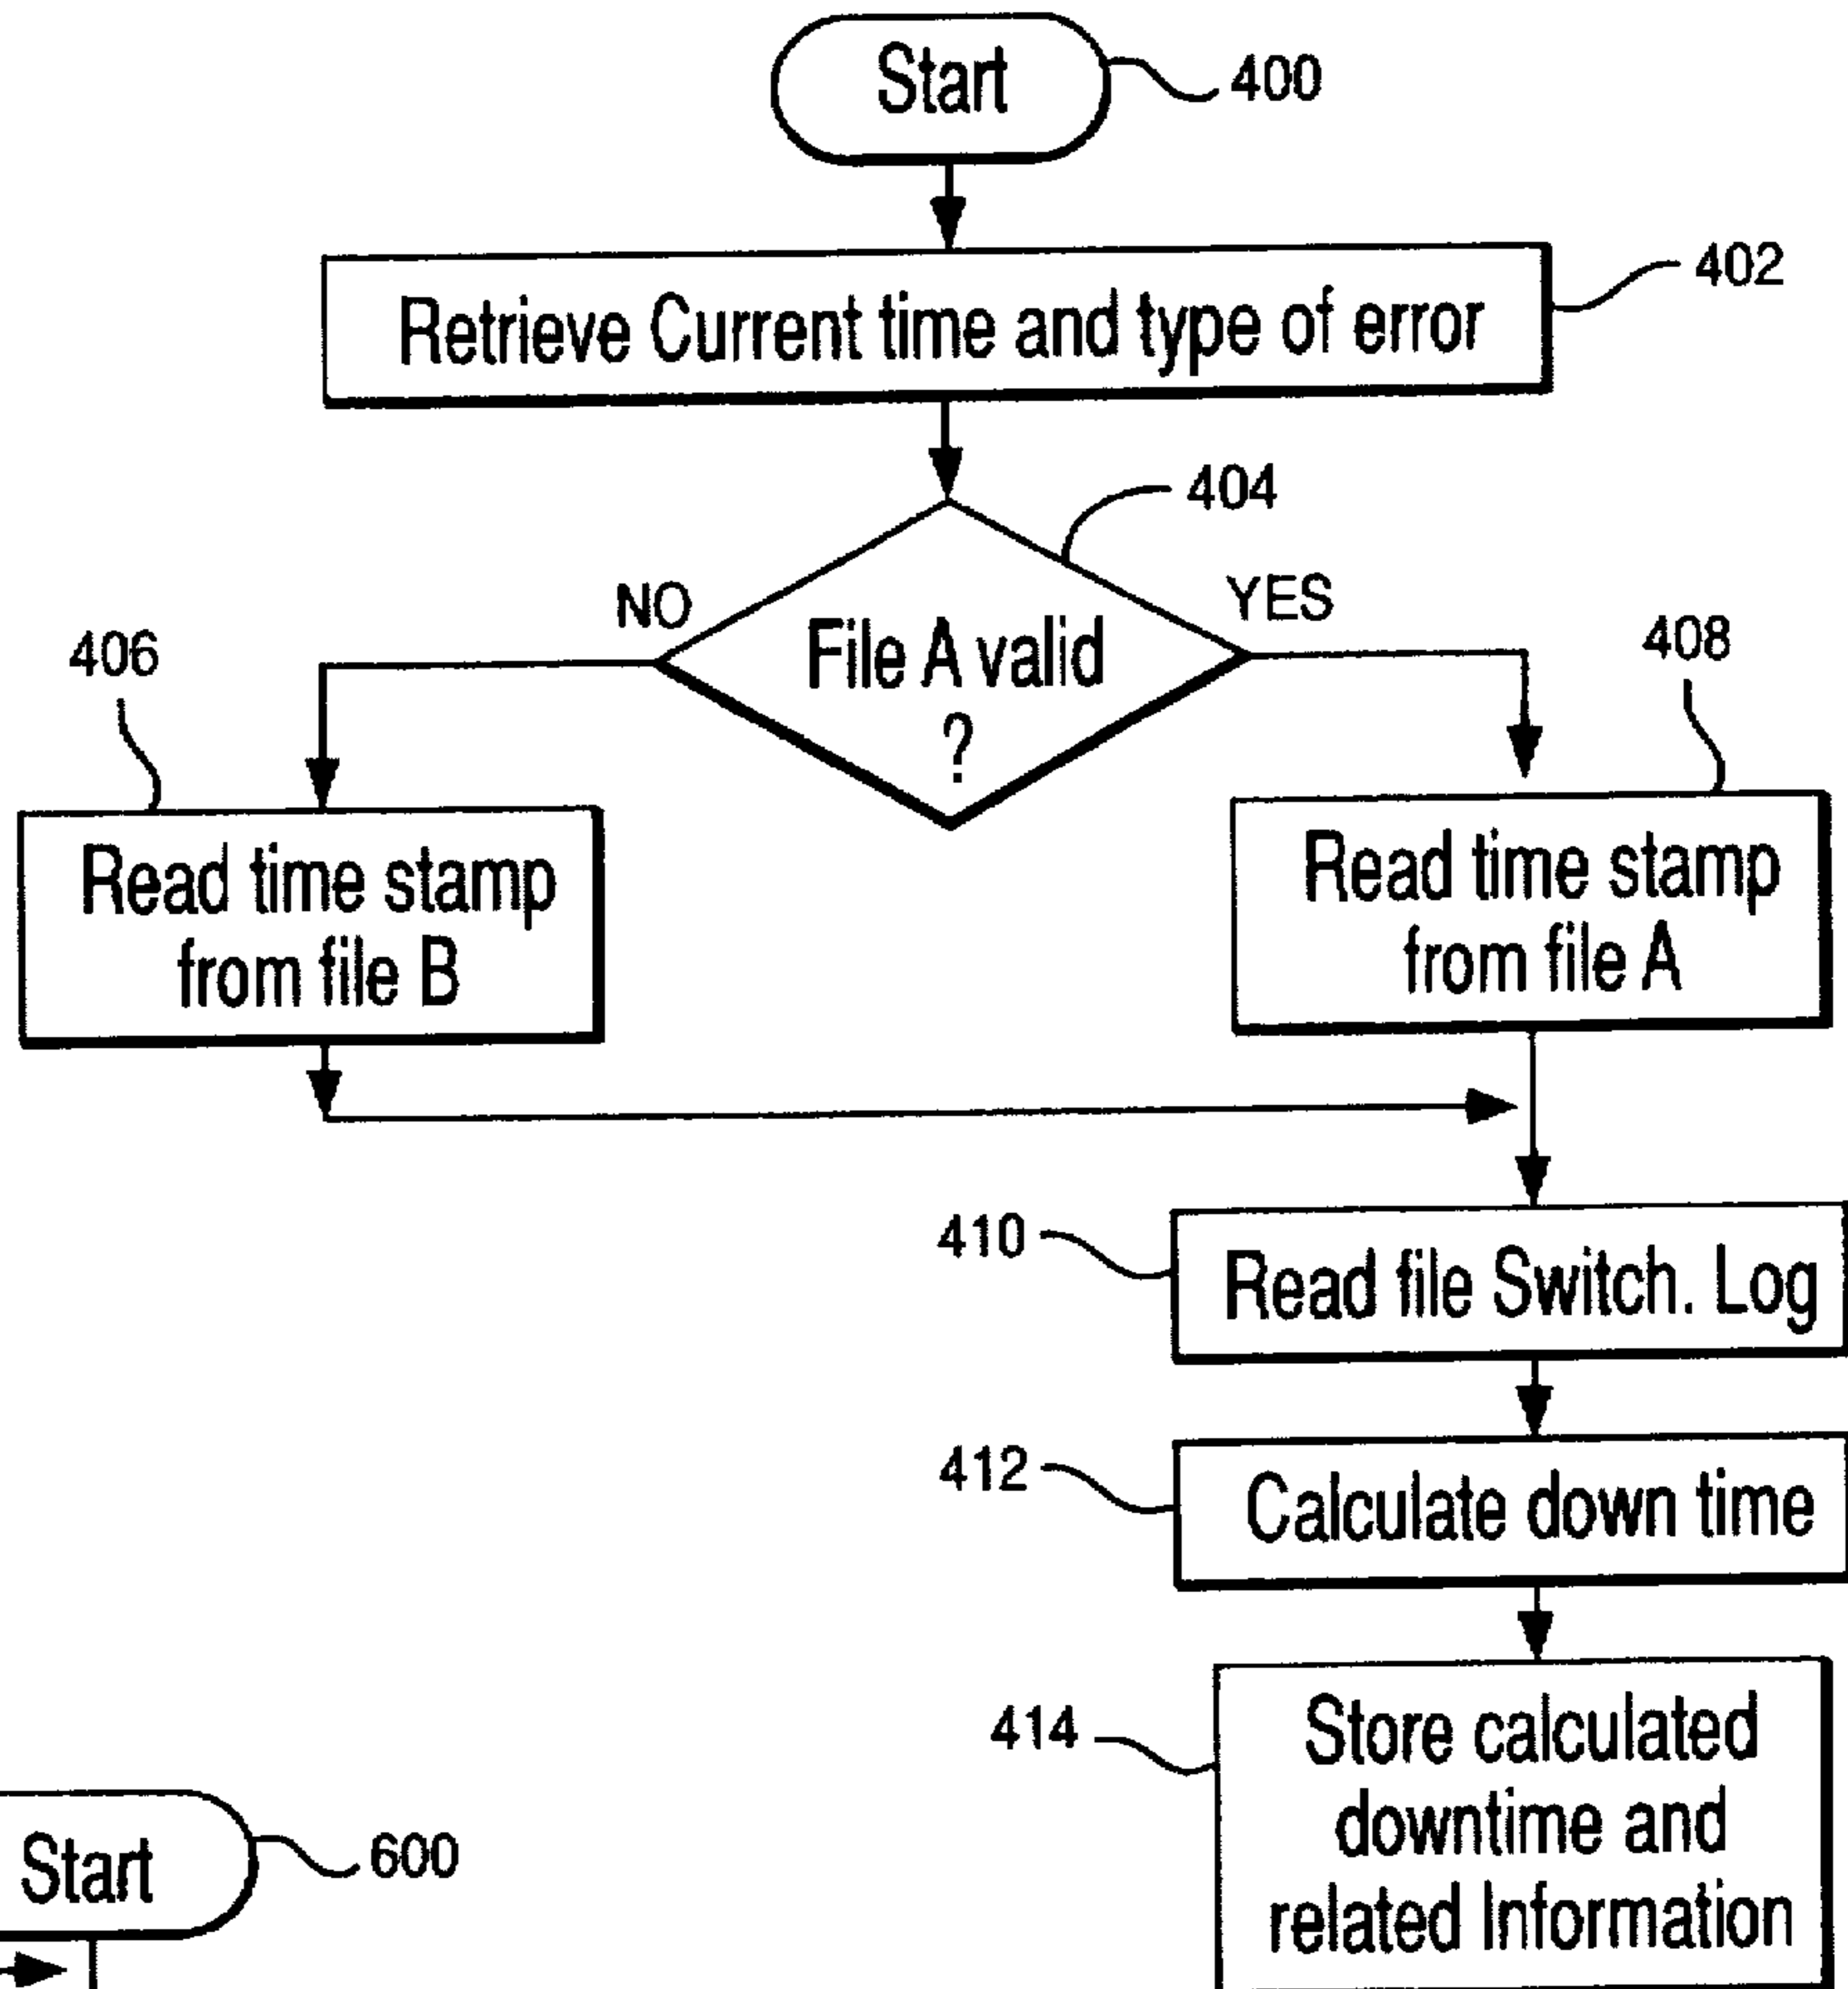 Start
400
Retrieve Current time and type of error
402
404
NO
YES
File A valid
?
406
408
Read time stamp
from file B
Read time stamp
from file A
410
Read file Switch. Log
412
Calculate down time
414
Store calculated
downtime and
related Information
Start
600